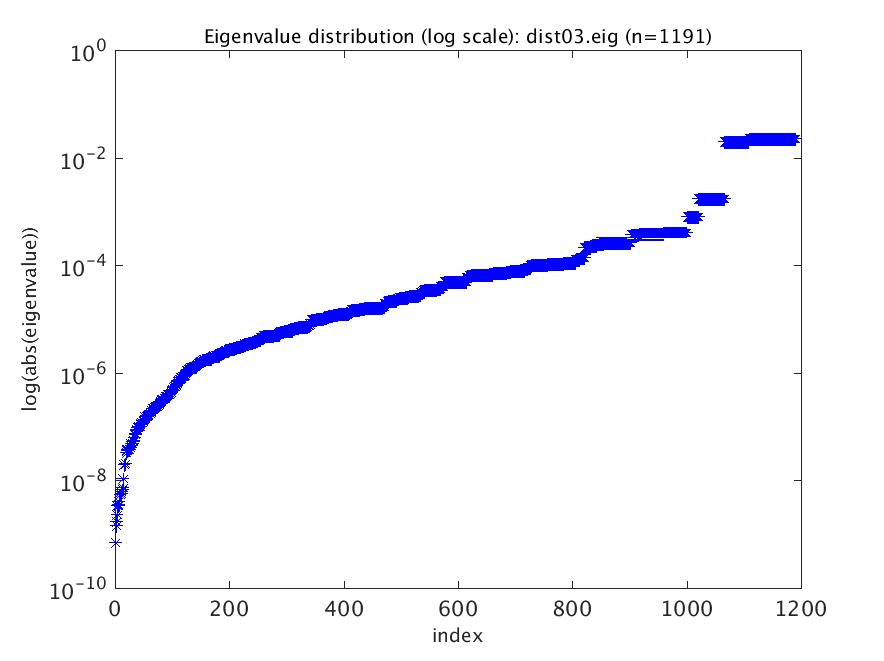 Eigenvalue distribution (log scale): dist03.eig (n=1191)
10^0
10^-2
10^-4
10^-6
10^-8
10^-10
log(abs(eigenvalue))
0 200 400 600 800 1000 1200
index